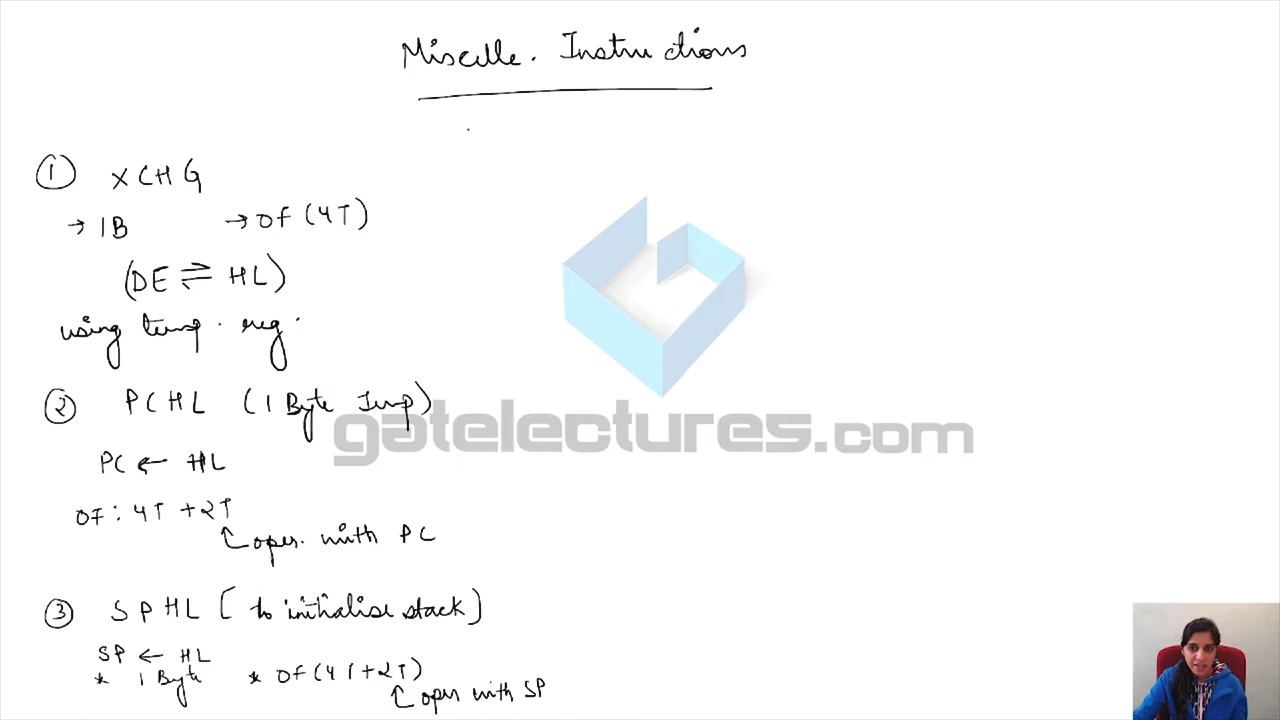 Miscelle. Instructions
① XCHG
→ 1B → OF (4T)
(DE ⇌ HL)
using temp. reg.
② PCHL (1 Byte Jmp)
PC ← HL
OF: 4T + 2T
oper. with PC
③ SPHL [to initialise stack)
SP ← HL
* 1 Byte * OF (4T+2T)
oper with SP
gatelectures.com